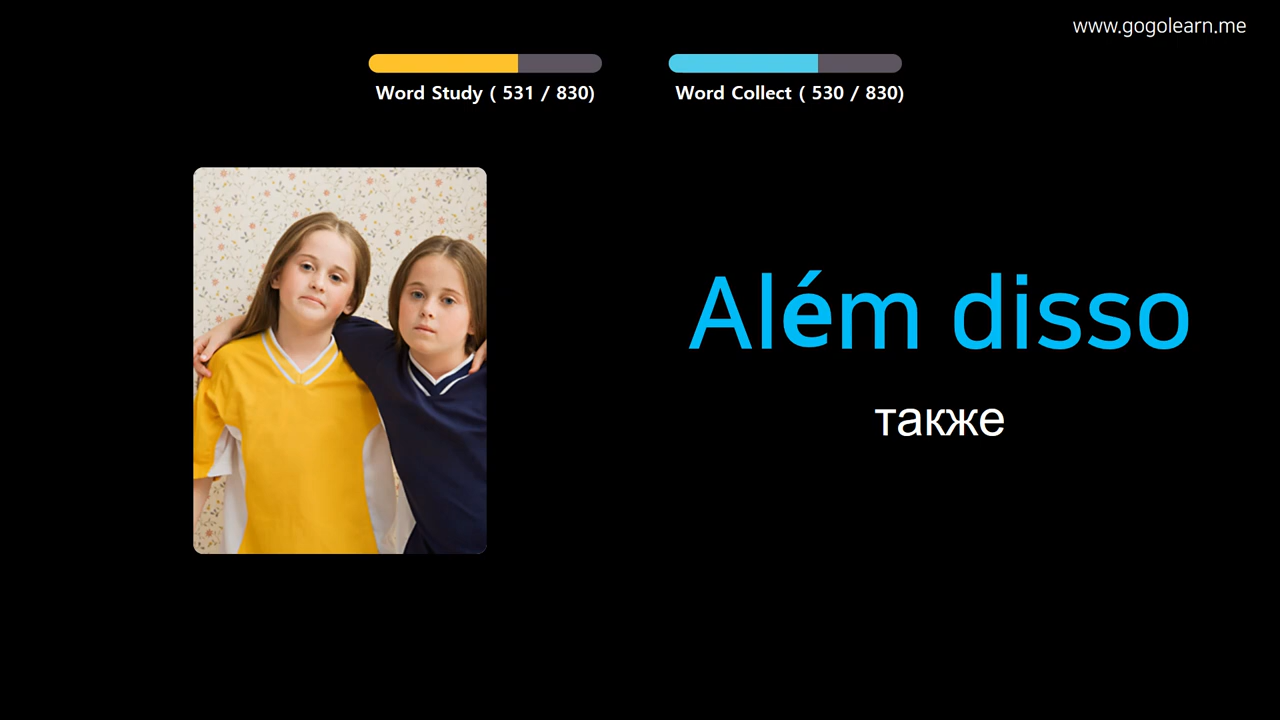 www.gogolearn.me
Word Study ( 531 / 830)
Word Collect ( 530 / 830)
Além disso
также